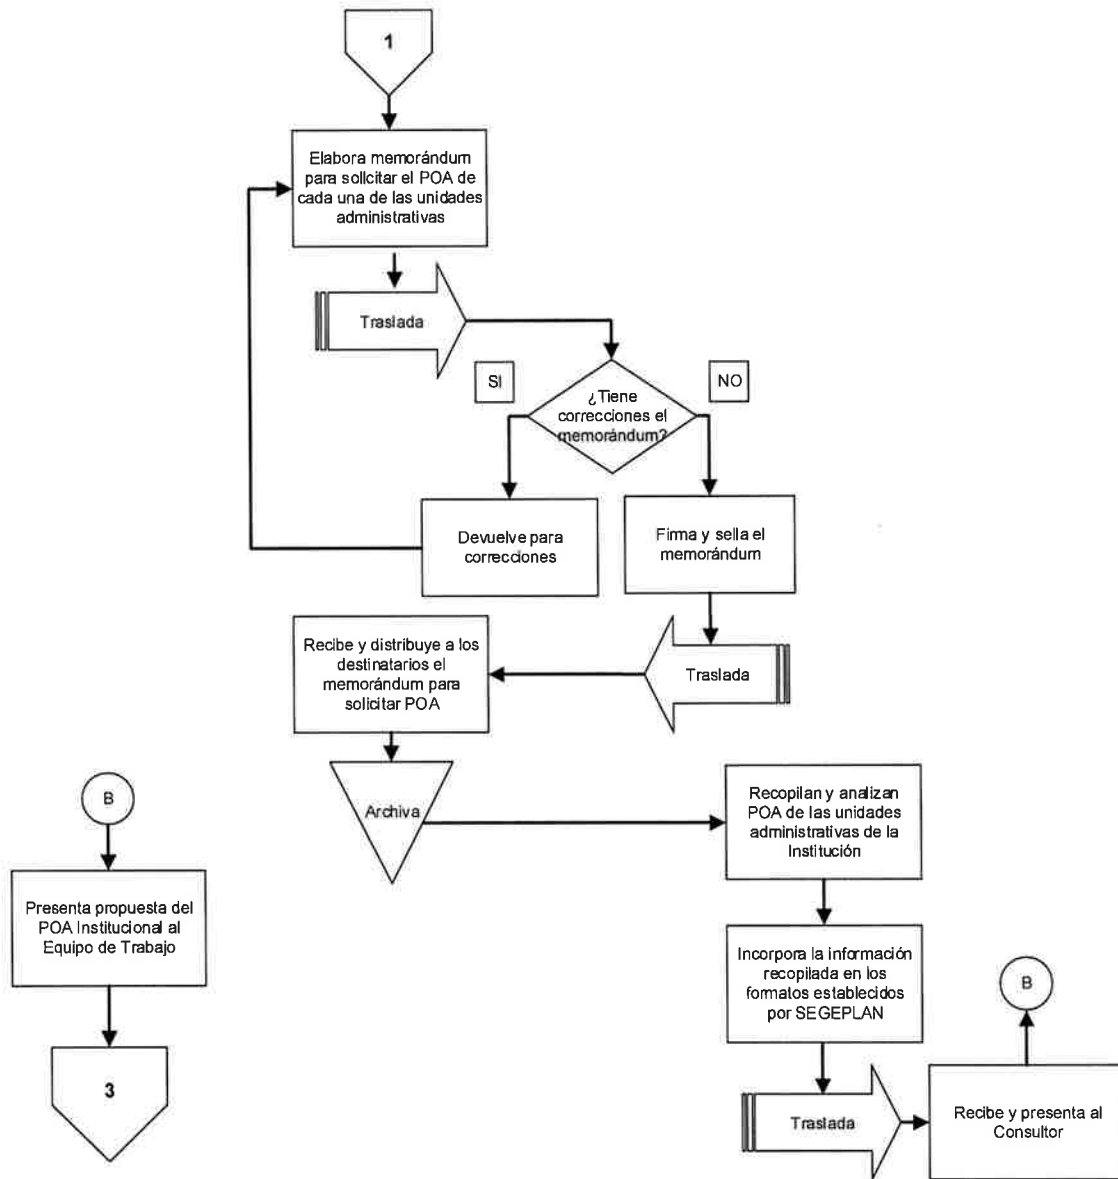 1
Elabora memorándum
para solicitar el POA de
cada una de las unidades
administrativas
Traslada
SI
NO
¿Tiene
correcciones el
memorándum?
Devuelve para
correcciones
Firma y sella el
memorándum
Recibe y distribuye a los
destinatarios el
memorándum para
solicitar POA
Traslada
Archiva
Recopilan y analizan
POA de las unidades
administrativas de la
Institución
B
Presenta propuesta del
POA Institucional al
Equipo de Trabajo
Incorpora la información
recopilada en los
formatos establecidos
por SEGEPLAN
B
3
Traslada
Recibe y presenta al
Consultor